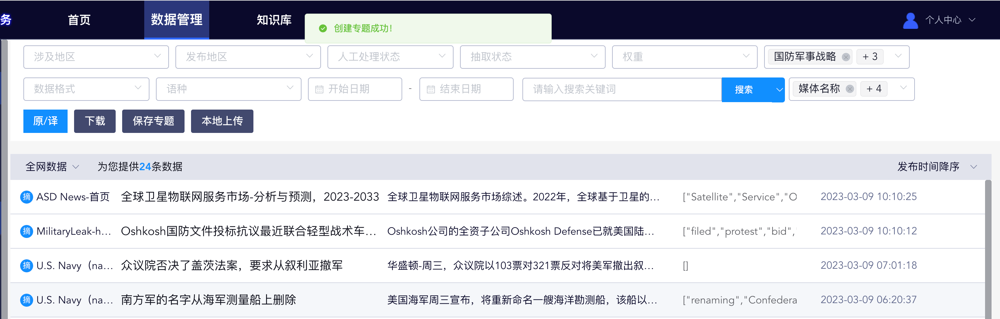 务 首页 数据管理 知识库 创建专题成功! 个人中心
涉及地区 发布地区 人工处理状态 抽取状态 权重 国防军事战略 + 3
数据格式 语种 开始日期 - 结束日期 请输入搜索关键词 搜索 媒体名称 + 4
原/译 下载 保存专题 本地上传
全网数据 为您提供24条数据 发布时间降序
摘 ASD News-首页 全球卫星物联网服务市场-分析与预测，2023-2033 全球卫星物联网服务市场综述。2022年，全球基于卫星的... ["Satellite","Service","O 2023-03-09 10:10:25
摘 MilitaryLeak-h... Oshkosh国防文件投标抗议最近联合轻型战术车... Oshkosh公司的全资子公司Oshkosh Defense已就美国陆... ["filed","protest","bid"," 2023-03-09 10:10:12
摘 U.S. Navy（na... 众议院否决了盖茨法案，要求从叙利亚撤军 华盛顿-周三，众议院以103票对321票反对将美军撤出叙... [] 2023-03-09 07:01:18
摘 U.S. Navy（na... 南方军的名字从海军测量船上删除 美国海军周三宣布，将重新命名一艘海洋勘测船，该船以... ["renaming","Confedera 2023-03-09 06:20:37